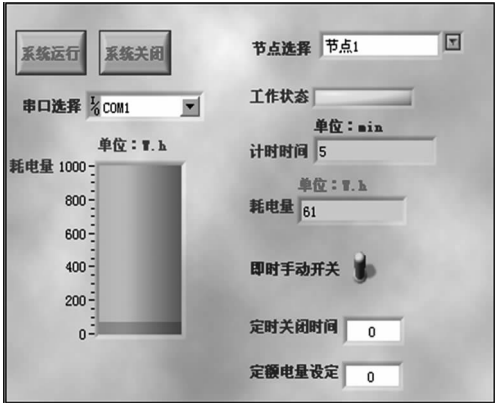 系统运行
系统关闭
串口选择
I/O
COM1
单位：W.h
耗电量
1000
800
600
400
200
0
节点选择
节点1
工作状态
单位：min
计时时间
5
单位：W.h
耗电量
61
即时手动开关
定时关闭时间
0
定额电量设定
0